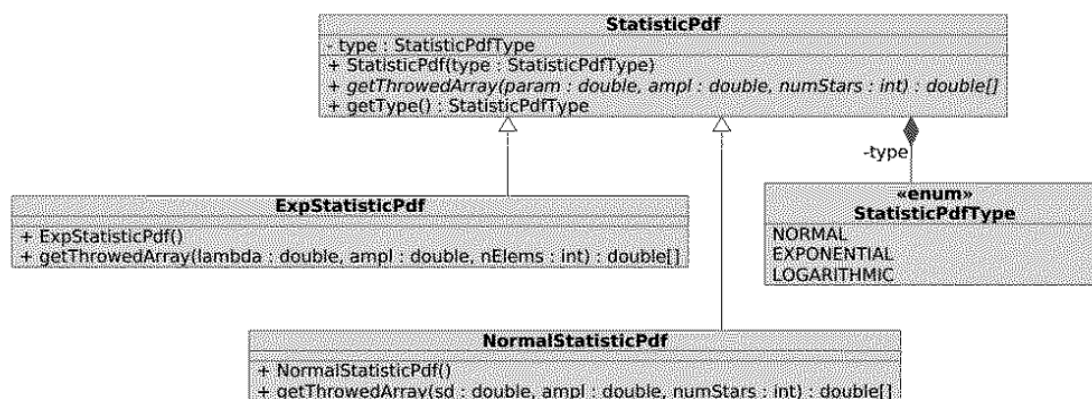 StatisticPdf
- type : StatisticPdfType
+ StatisticPdf(type : StatisticPdfType)
+ getThrowedArray(param : double, ampl : double, numStars : int) : double[]
+ getType() : StatisticPdfType
-type
ExpStatisticPdf
+ ExpStatisticPdf()
+ getThrowedArray(lambda : double, ampl : double, nElems : int) : double[]
«enum»
StatisticPdfType
NORMAL
EXPONENTIAL
LOGARITHMIC
NormalStatisticPdf
+ NormalStatisticPdf()
+ getThrowedArray(sd : double, ampl : double, numStars : int) : double[]